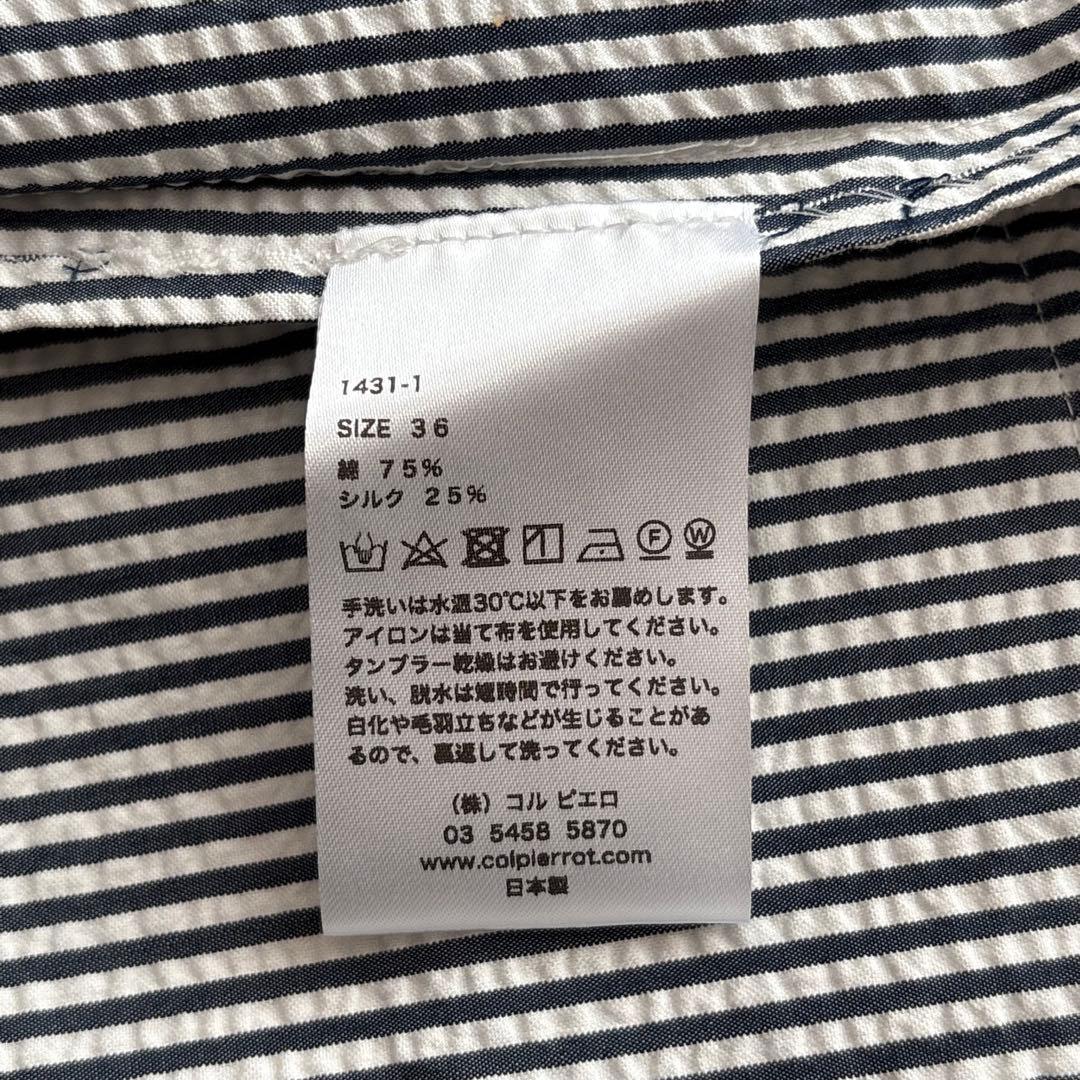 1431-1
SIZE 36
綿 75%
シルク 25%
F W
手洗いは水温30℃以下をお薦めします。
アイロンは当て布を使用してください。
タンブラー乾燥はお避けください。
洗い、脱水は短時間で行ってください。
白化や毛羽立ちなどが生じることがあ
るので、裏返して洗ってください。
(株) コル ピエロ
03 5458 5870
www.colpierrot.com
日本製